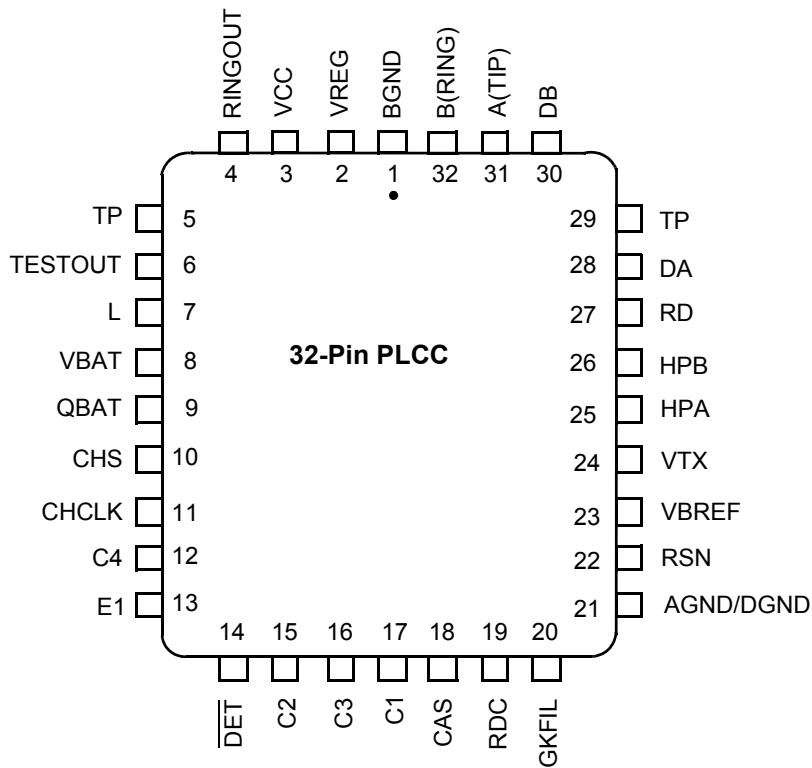 RINGOUT
VCC
VREG
BGND
B(RING)
A(TIP)
DB
4 3 2 1 32 31 30
TP 5 29 TP
TESTOUT 6 28 DA
L 7 27 RD
VBAT 8 32-Pin PLCC 26 HPB
QBAT 9 25 HPA
CHS 10 24 VTX
CHCLK 11 23 VBREF
C4 12 22 RSN
E1 13 21 AGND/DGND
14 15 16 17 18 19 20
DET
C2
C3
C1
CAS
RDC
GKFIL